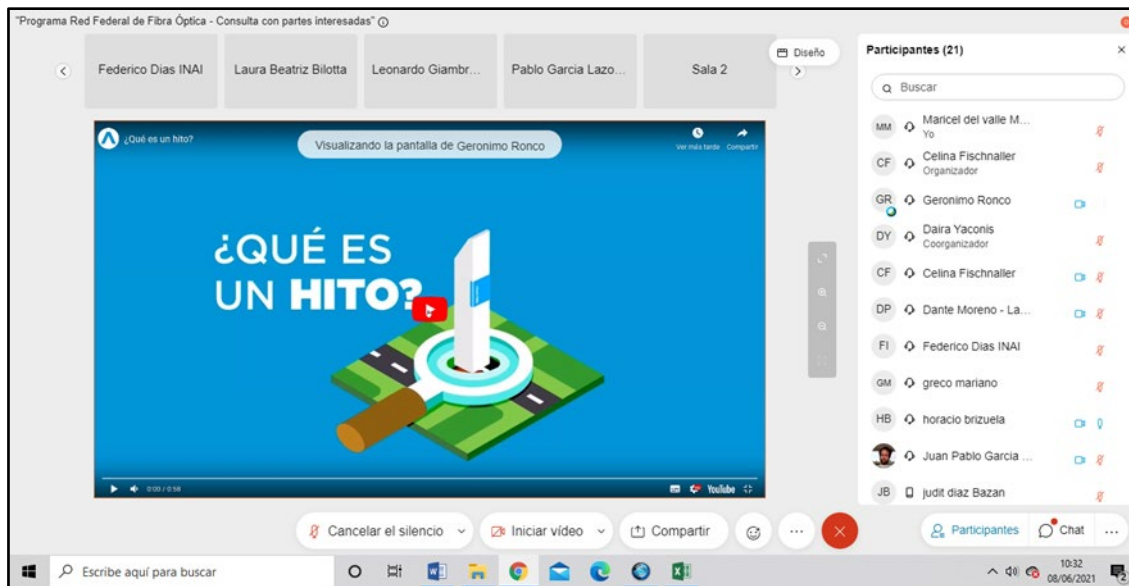 "Programa Red Federal de Fibra Óptica - Consulta con partes interesadas"
Federico Dias INAI
Laura Beatriz Bilotta
Leonardo Giambr...
Pablo Garcia Lazo...
Sala 2
Diseño
¿Qué es un hito?
Visualizando la pantalla de Geronimo Ronco
Ver más tarde
Compartir
¿QUÉ ES
UN HITO?
0:00 / 0:58
YouTube
Participantes (21)
Buscar
MM
Maricel del valle M...
Yo
CF
Celina Fischnaller
Organizador
GR
Geronimo Ronco
DY
Daira Yaconis
Coorganizador
CF
Celina Fischnaller
DP
Dante Moreno - La...
FI
Federico Dias INAI
GM
greco mariano
HB
horacio brizuela
Juan Pablo Garcia ...
JB
judit diaz Bazan
Cancelar el silencio
Iniciar vídeo
Compartir
Participantes
Chat
Escribe aquí para buscar
10:32
08/06/2021
2